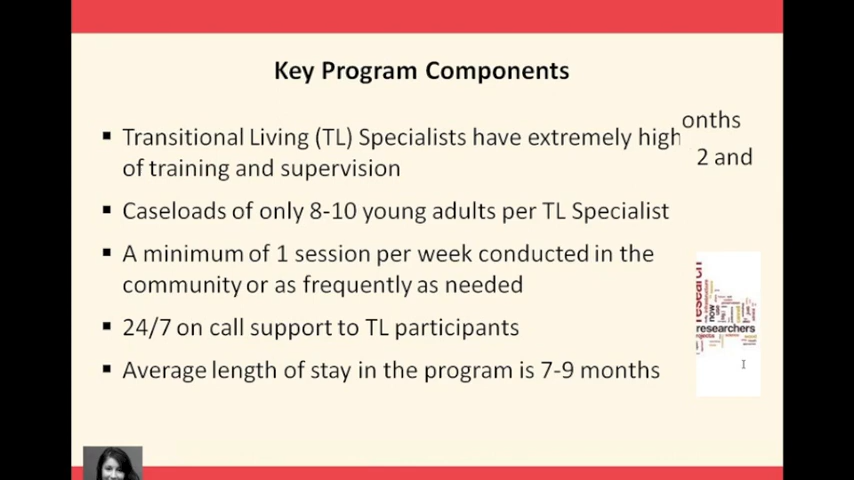 Key Program Components
onths
▪ Transitional Living (TL) Specialists have extremely high
2 and
of training and supervision
▪ Caseloads of only 8-10 young adults per TL Specialist
▪ A minimum of 1 session per week conducted in the
community or as frequently as needed
research
now
researchers
▪ 24/7 on call support to TL participants
▪ Average length of stay in the program is 7-9 months